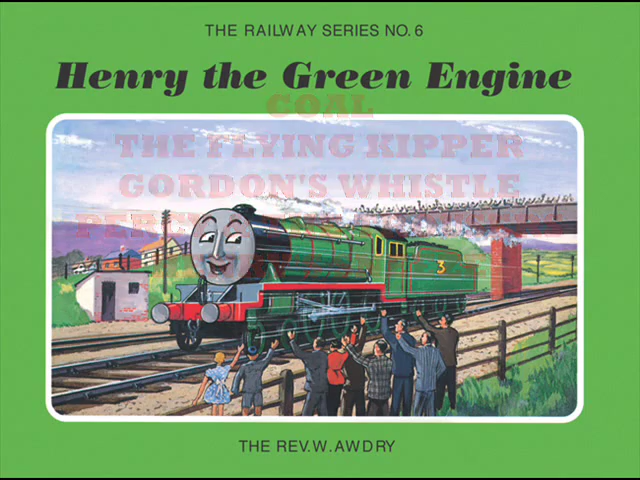 THE RAILWAY SERIES NO. 6
Henry the Green Engine
COAL
THE FLYING KIPPER
GORDON'S WHISTLE
3
THE REV. W. AWDRY